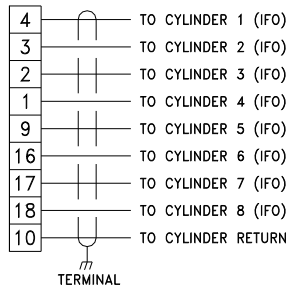 4 TO CYLINDER 1 (IFO)
3 TO CYLINDER 2 (IFO)
2 TO CYLINDER 3 (IFO)
1 TO CYLINDER 4 (IFO)
9 TO CYLINDER 5 (IFO)
16 TO CYLINDER 6 (IFO)
17 TO CYLINDER 7 (IFO)
18 TO CYLINDER 8 (IFO)
10 TO CYLINDER RETURN
TERMINAL